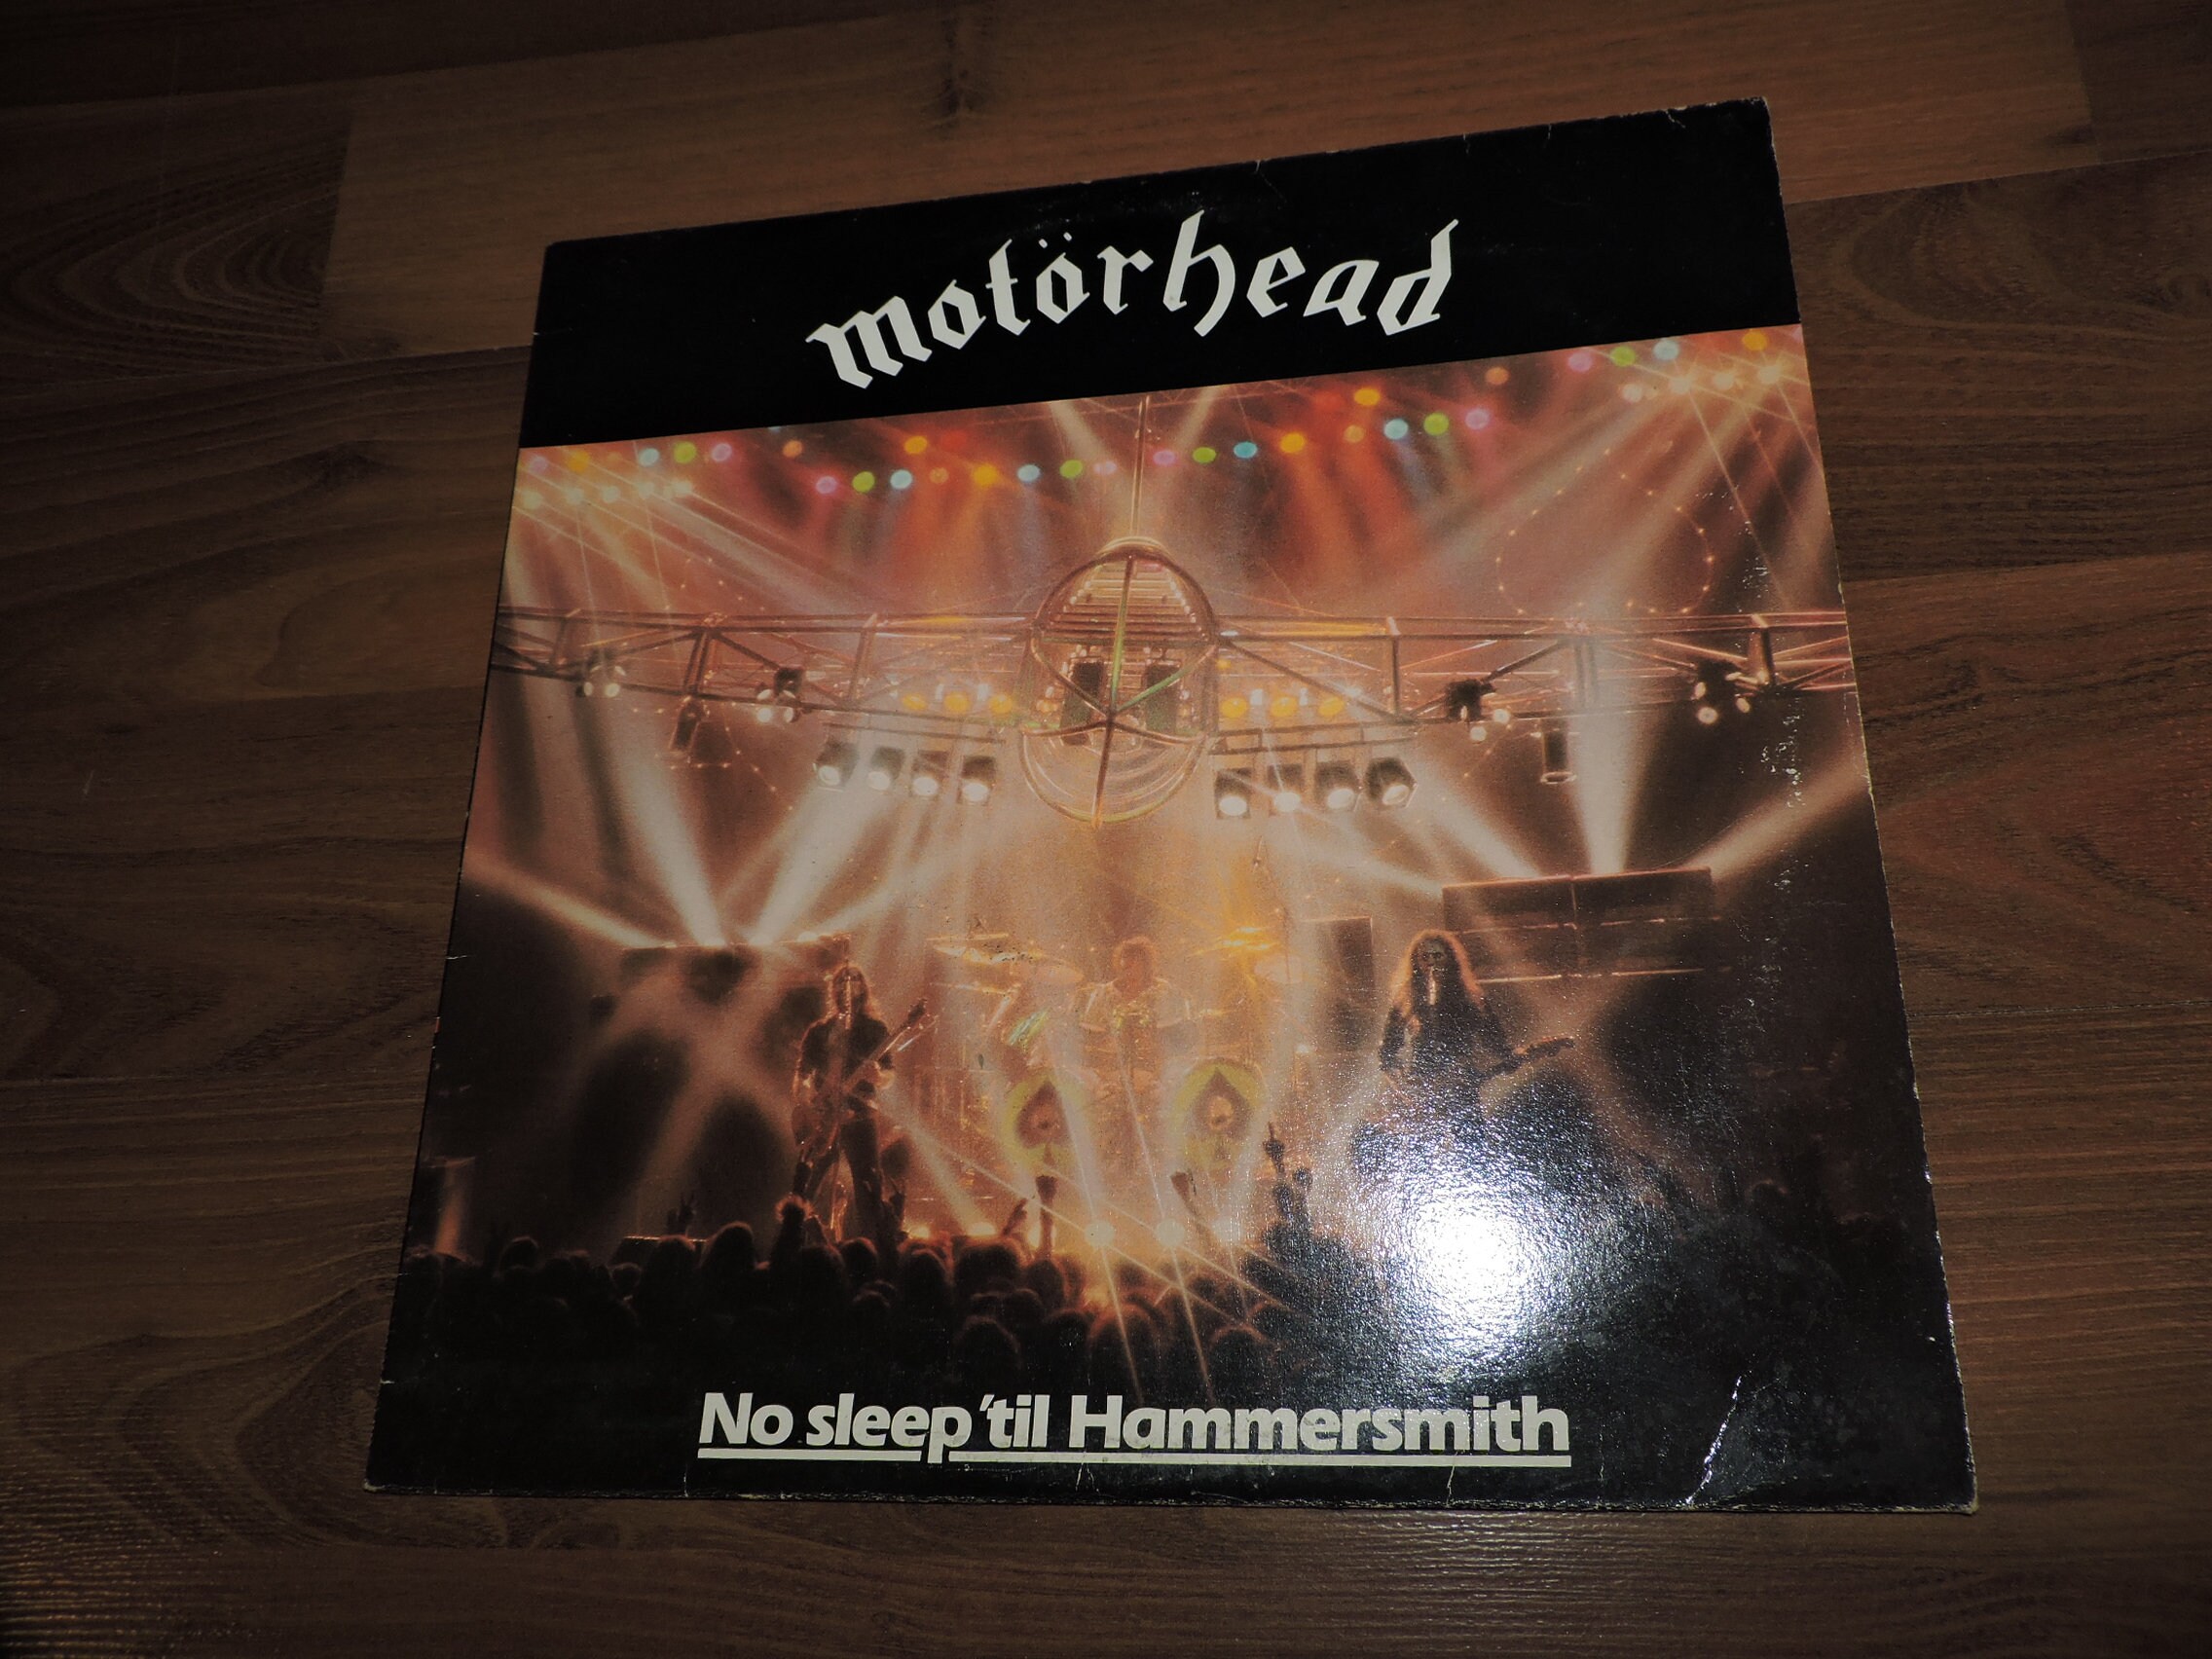 motörhead
No sleep 'til Hammersmith